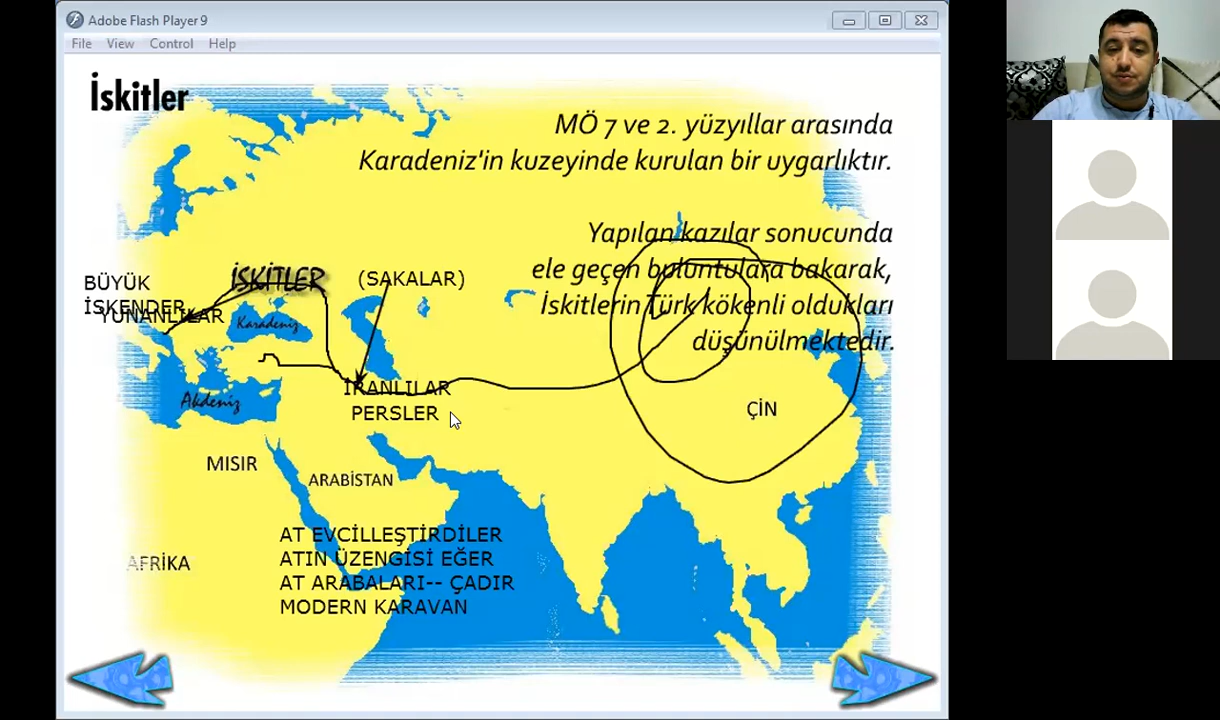 Adobe Flash Player 9
File View Control Help
İskitler
MÖ 7 ve 2. yüzyıllar arasında
Karadeniz'in kuzeyinde kurulan bir uygarlıktır.
Yapılan kazılar sonucunda
ele geçen buluntulara bakarak,
İskitlerin Türk kökenli oldukları
düşünülmektedir.
BÜYÜK
İSKENDER
YUNANLILAR
İSKİTLER
(SAKALAR)
Karadeniz
İRANLILAR
PERSLER
Akdeniz
ÇİN
MISIR
ARABİSTAN
AFRİKA
AT EVCİLLEŞTİRDİLER
ATIN ÜZENGİSİ EĞER
AT ARABALARI-- ÇADIR
MODERN KARAVAN